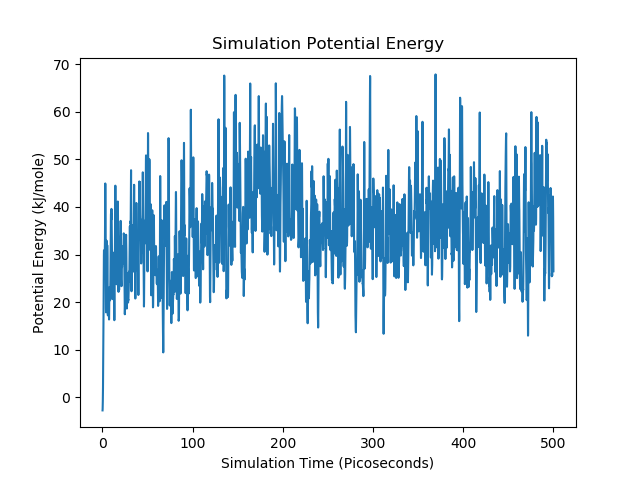 Simulation Potential Energy
Potential Energy (kJ/mole)
70
60
50
40
30
20
10
0
0 100 200 300 400 500
Simulation Time (Picoseconds)